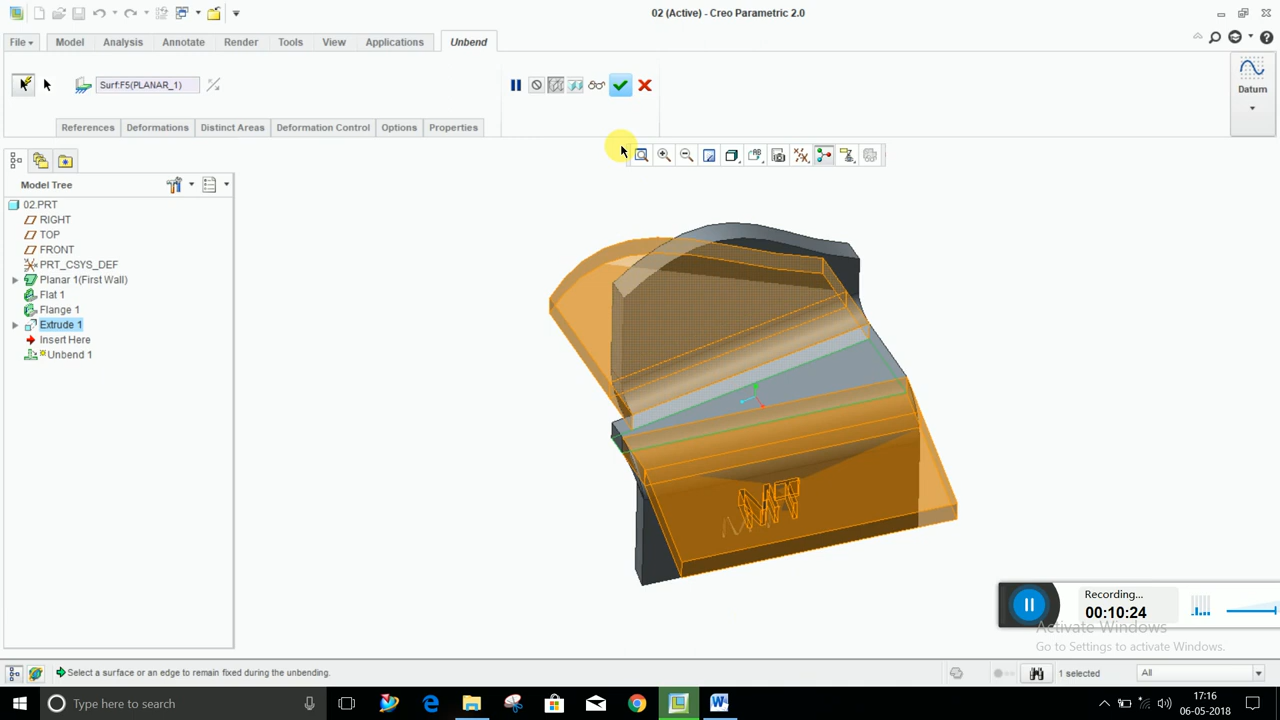 02 (Active) - Creo Parametric 2.0
File Model Analysis Annotate Render Tools View Applications Unbend
Surf:F5(PLANAR_1)
Datum
References Deformations Distinct Areas Deformation Control Options Properties
Model Tree
02.PRT
RIGHT
TOP
FRONT
PRT_CSYS_DEF
Planar 1(First Wall)
Flat 1
Flange 1
Extrude 1
Insert Here
Unbend 1
Recording...
00:10:24
Activate Windows
Go to Settings to activate Windows.
Select a surface or an edge to remain fixed during the unbending.
1 selected
All
Type here to search
17:16
06-05-2018